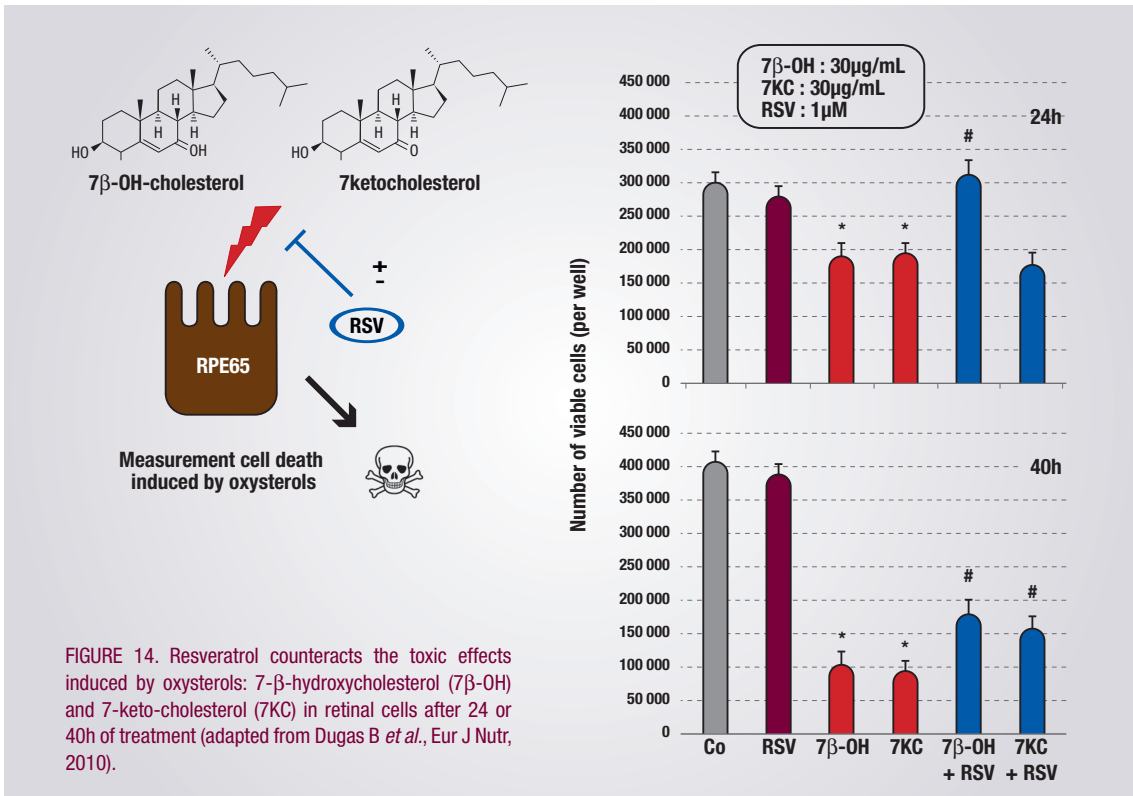 HO
OH
H
H
H
7β-OH-cholesterol
HO
O
H
H
H
7ketocholesterol
±
RSV
RPE65
Measurement cell death
induced by oxysterols
FIGURE 14. Resveratrol counteracts the toxic effects
induced by oxysterols: 7-β-hydroxycholesterol (7β-OH)
and 7-keto-cholesterol (7KC) in retinal cells after 24 or
40h of treatment (adapted from Dugas B et al., Eur J Nutr,
2010).
7β-OH : 30µg/mL
7KC : 30µg/mL
RSV : 1µM
Number of viable cells (per well)
24h
450 000
400 000
350 000
300 000
250 000
200 000
150 000
100 000
50 000
0
* * #
40h
450 000
400 000
350 000
300 000
250 000
200 000
150 000
100 000
50 000
0
* * # #
Co RSV 7β-OH 7KC 7β-OH 7KC
+ RSV + RSV